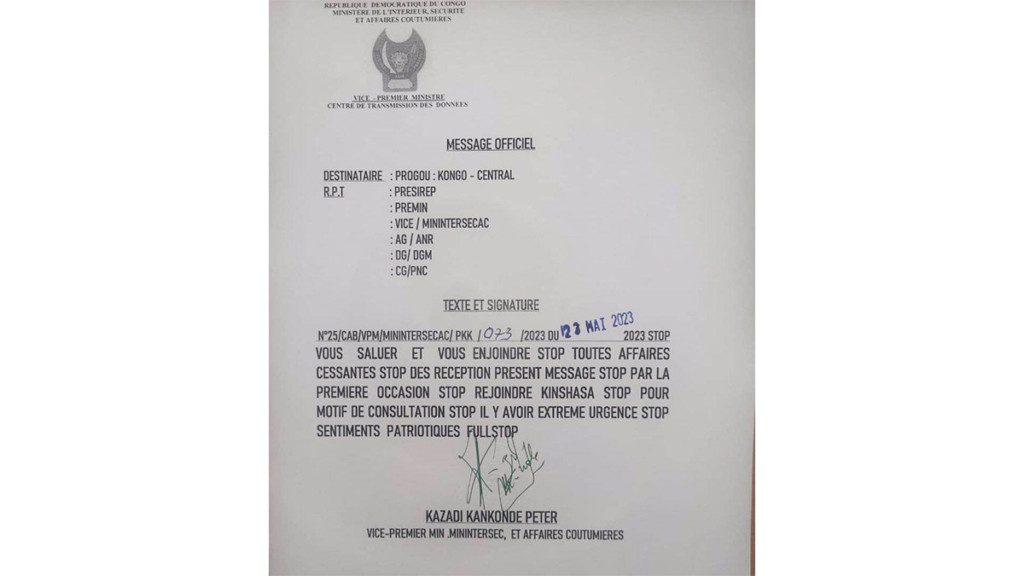 REPUBLIQUE DEMOCRATIQUE DU CONGO
MINISTERE DE L'INTERIEUR, SECURITE
ET AFFAIRES COUTUMIERES
VICE - PREMIER MINISTRE
CENTRE DE TRANSMISSION DES DONNEES
MESSAGE OFFICIEL
DESTINATAIRE : PROGOU : KONGO - CENTRAL
R.P.T : PRESIREP
: PREMIN
: VICE / MININTERSECAC
: AG / ANR
: DG/ DGM
: CG/PNC
TEXTE ET SIGNATURE
N°25/CAB/VPM/MININTERSECAC/ PKK /073 /2023 DU 23 MAI 2023 2023 STOP
VOUS SALUER ET VOUS ENJOINDRE STOP TOUTES AFFAIRES
CESSANTES STOP DES RECEPTION PRESENT MESSAGE STOP PAR LA
PREMIERE OCCASION STOP REJOINDRE KINSHASA STOP POUR
MOTIF DE CONSULTATION STOP IL Y AVOIR EXTREME URGENCE STOP
SENTIMENTS PATRIOTIQUES FULLSTOP
KAZADI KANKONDE PETER
VICE-PREMIER MIN .MININTERSEC, ET AFFAIRES COUTUMIERES